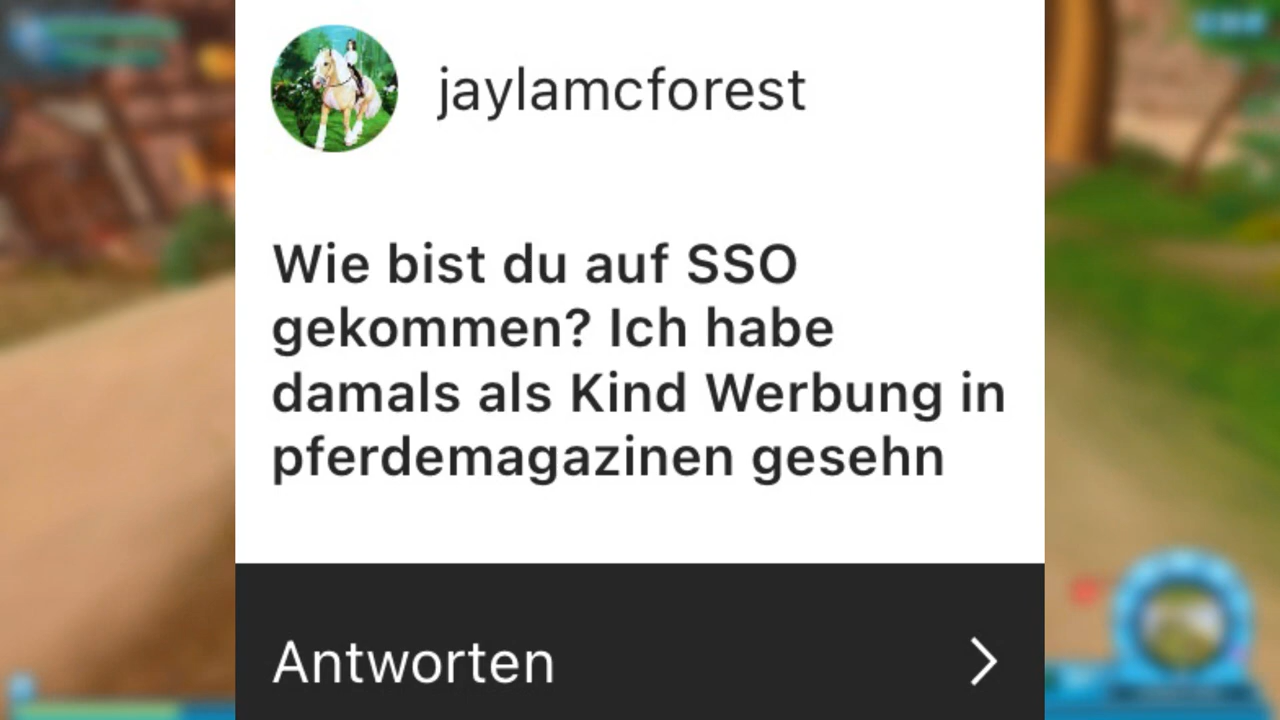 jaylamcforest
Wie bist du auf SSO
gekommen? Ich habe
damals als Kind Werbung in
pferdemagazinen gesehn
Antworten